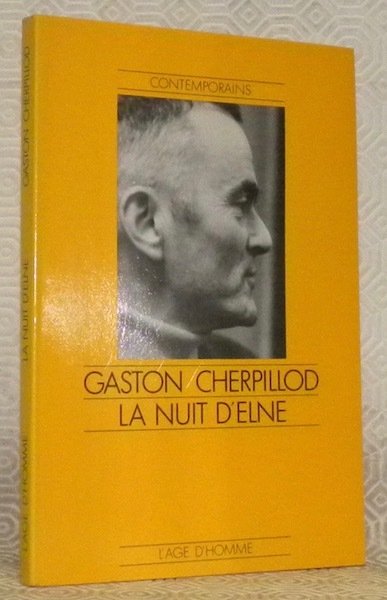 CONTEMPORAINS
GASTON CHERPILLOD
LA NUIT D'ELNE
L'AGE D'HOMME
GASTON CHERPILLOD
LA NUIT D'ELNE
L'AGE D'HOMME